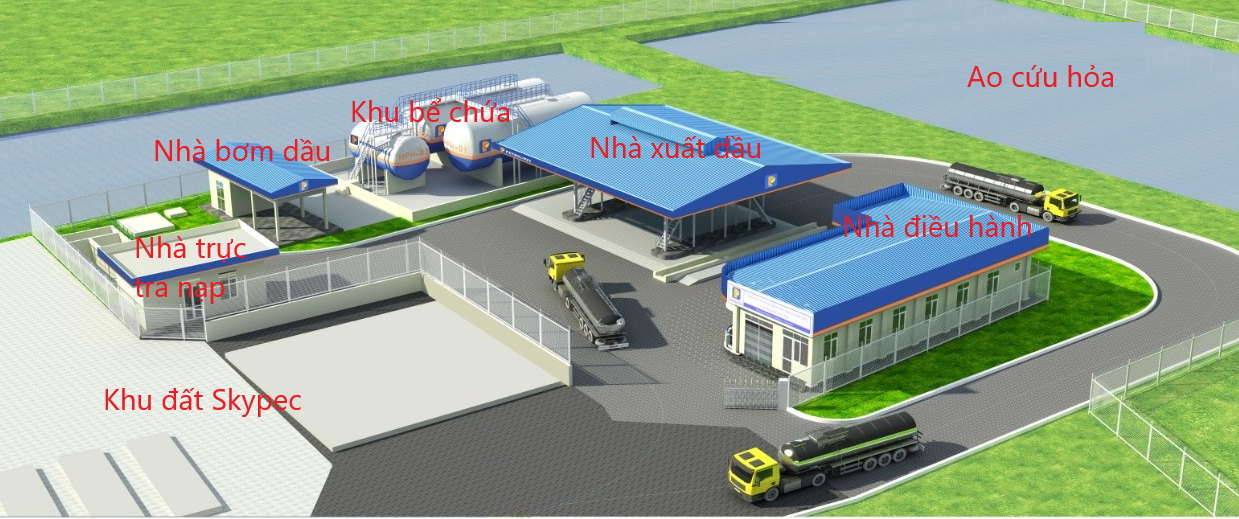 Ao cứu hỏa
Khu bể chứa
Nhà bơm dầu
Nhà xuất dầu
Nhà điều hành
Nhà trực
tra nạp
Khu đất Skypec